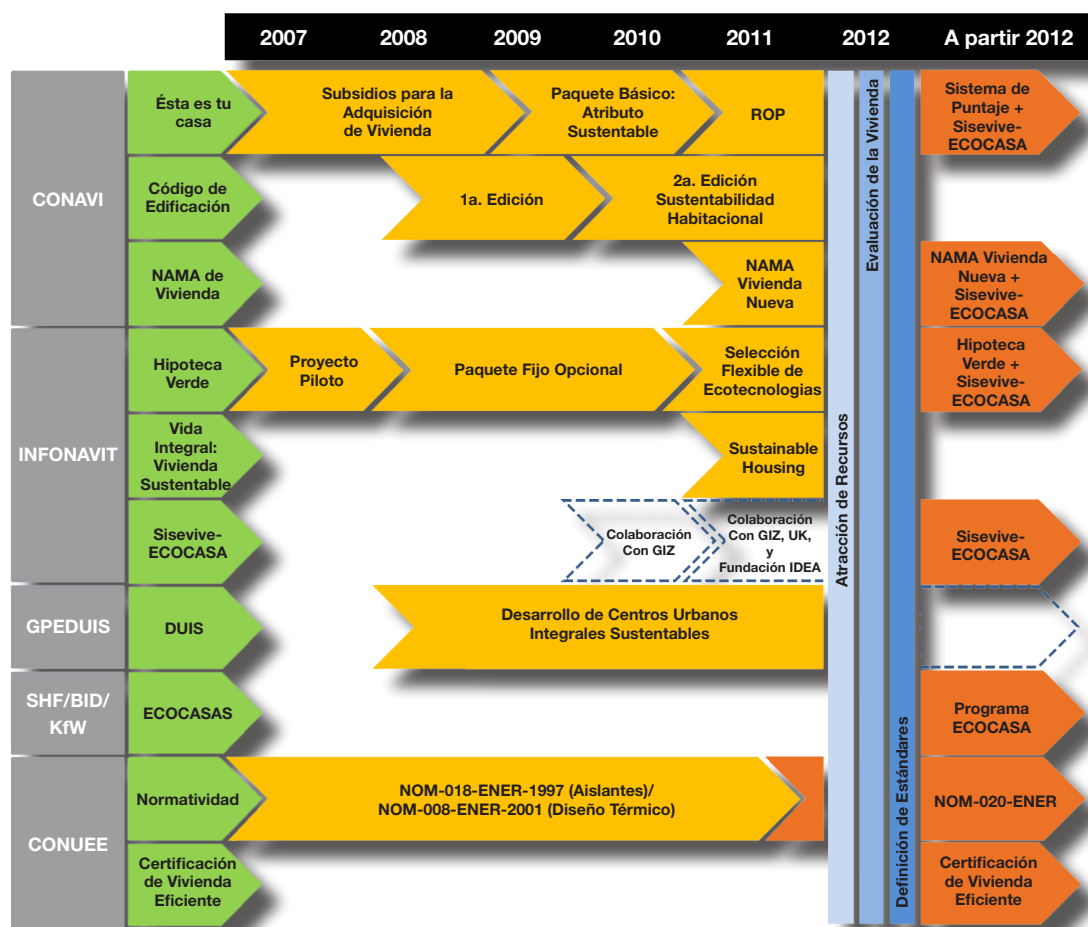 2007 2008 2009 2010 2011 2012 A partir 2012
CONAVI
Ésta es tu
casa
Subsidios para la
Adquisición
de Vivienda
Paquete Básico:
Atributo
Sustentable
ROP
Sistema de
Puntaje +
Sisevive-
ECOCASA
Código de
Edificación
1a. Edición
2a. Edición
Sustentabilidad
Habitacional
NAMA de
Vivienda
NAMA
Vivienda
Nueva
NAMA Vivienda
Nueva +
Sisevive-
ECOCASA
INFONAVIT
Hipoteca
Verde
Proyecto
Piloto
Paquete Fijo Opcional
Selección
Flexible de
Ecotecnologias
Hipoteca
Verde +
Sisevive-
ECOCASA
Vida
Integral:
Vivienda
Sustentable
Sustainable
Housing
Sisevive-
ECOCASA
Colaboración
Con GIZ
Colaboración
Con GIZ, UK,
y
Fundación IDEA
Sisevive-
ECOCASA
GPEDUIS
DUIS
Desarrollo de Centros Urbanos
Integrales Sustentables
SHF/BID/
KfW
ECOCASAS
Programa
ECOCASA
CONUEE
Normatividad
NOM-018-ENER-1997 (Aislantes)/
NOM-008-ENER-2001 (Diseño Térmico)
NOM-020-ENER
Certificación
de Vivienda
Eficiente
Certificación
de Vivienda
Eficiente
Atracción de Recursos
Evaluación de la Vivienda
Definición de Estándares